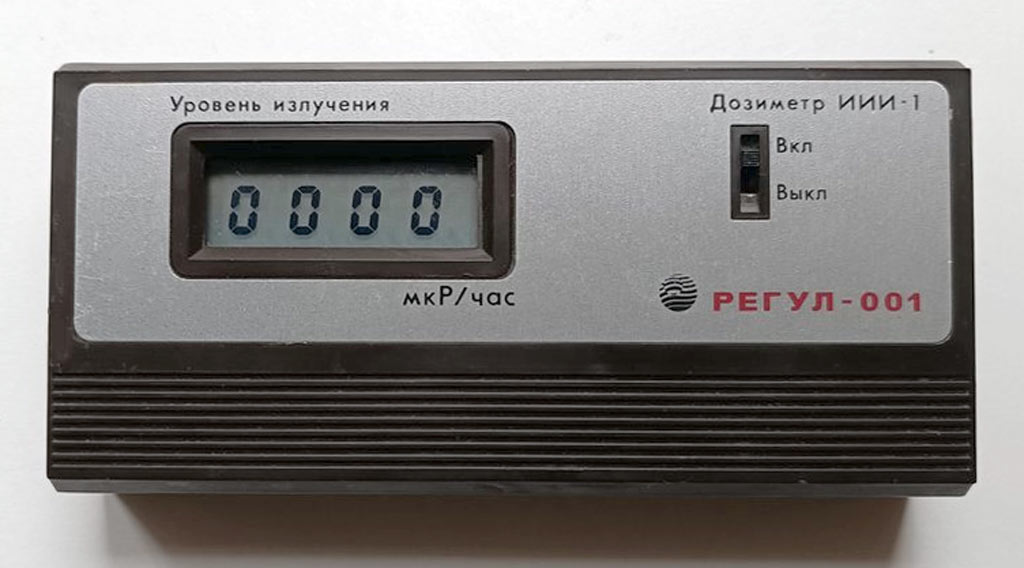 Уровень излучения
Дозиметр ИИИ-1
Вкл
Выкл
0000
мкР/час
РЕГУЛ-001